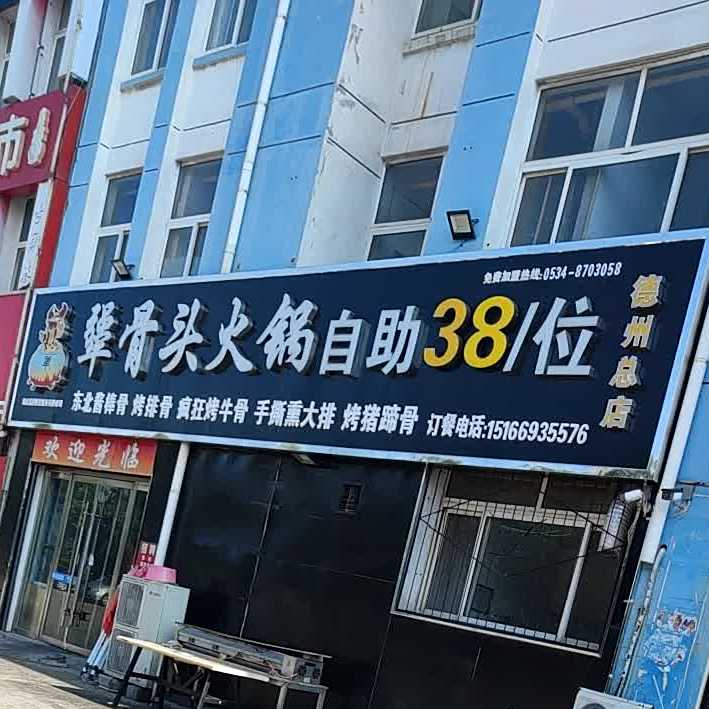 市
免费加盟热线:0534-8703058
犟骨头火锅自助38/位
德州总店
东北酱棒骨 烤排骨 疯狂烤牛骨 手撕熏大排 烤猪蹄骨 订餐电话:15166935576
欢迎光临